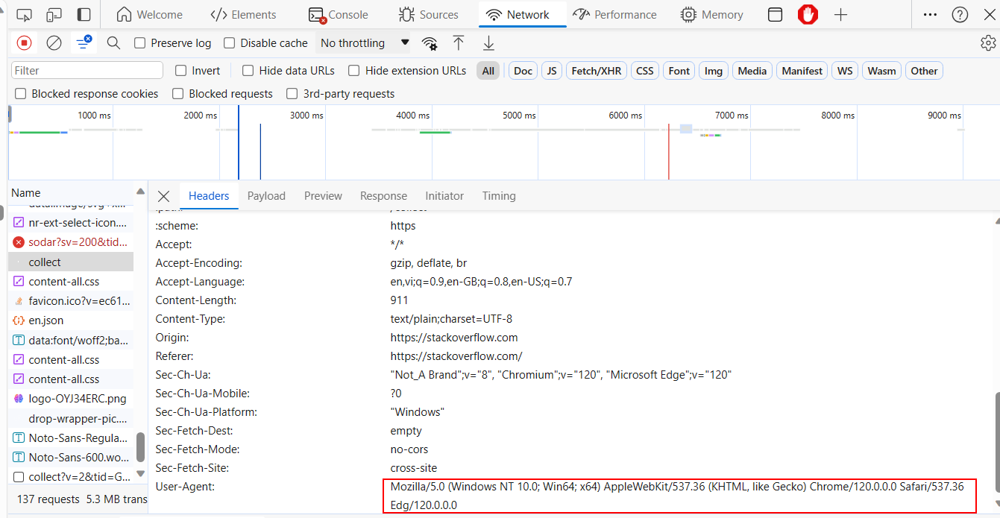 Welcome Elements Console Sources Network Performance Memory
Preserve log Disable cache No throttling
Filter Invert Hide data URLs Hide extension URLs All Doc JS Fetch/XHR CSS Font Img Media Manifest WS Wasm Other
Blocked response cookies Blocked requests 3rd-party requests
1000 ms 2000 ms 3000 ms 4000 ms 5000 ms 6000 ms 7000 ms 8000 ms 9000 ms
Name
Headers Payload Preview Response Initiator Timing
nr-ext-select-icon....
sodar?sv=200&tid...
collect
content-all.css
favicon.ico?v=ec61...
en.json
data:font/woff2;ba...
content-all.css
content-all.css
logo-OYJ34ERC.png
drop-wrapper-pic....
Noto-Sans-Regula...
Noto-Sans-600.wo...
collect?v=2&tid=G...
137 requests 5.3 MB trans
:scheme: https
Accept: */*
Accept-Encoding: gzip, deflate, br
Accept-Language: en,vi;q=0.9,en-GB;q=0.8,en-US;q=0.7
Content-Length: 911
Content-Type: text/plain;charset=UTF-8
Origin: https://stackoverflow.com
Referer: https://stackoverflow.com/
Sec-Ch-Ua: "Not_A Brand";v="8", "Chromium";v="120", "Microsoft Edge";v="120"
Sec-Ch-Ua-Mobile: ?0
Sec-Ch-Ua-Platform: "Windows"
Sec-Fetch-Dest: empty
Sec-Fetch-Mode: no-cors
Sec-Fetch-Site: cross-site
User-Agent: Mozilla/5.0 (Windows NT 10.0; Win64; x64) AppleWebKit/537.36 (KHTML, like Gecko) Chrome/120.0.0.0 Safari/537.36
Edg/120.0.0.0